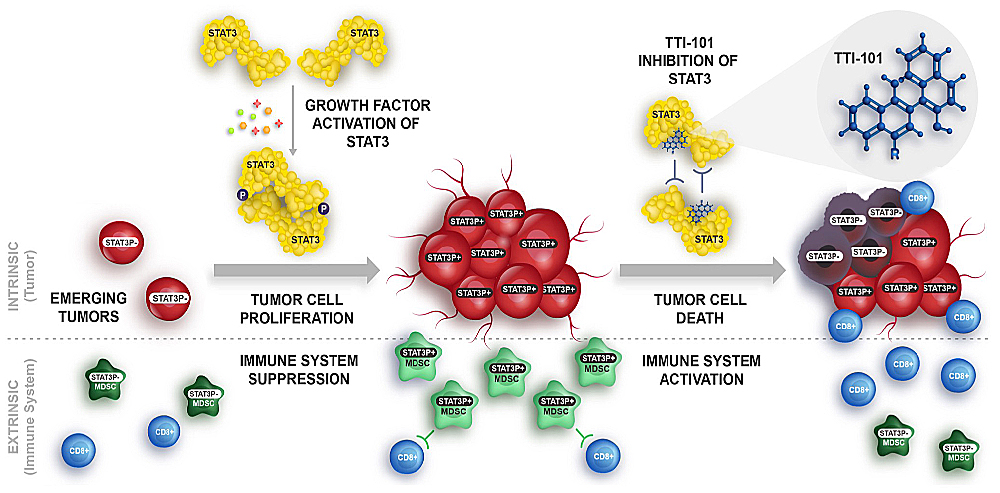 STAT3
STAT3
GROWTH FACTOR
ACTIVATION OF
STAT3
STAT3
P
P
STAT3
TTI-101
INHIBITION OF
STAT3
STAT3
STAT3
TTI-101
R
INTRINSIC
(Tumor)
STAT3P-
STAT3P-
EMERGING
TUMORS
TUMOR CELL
PROLIFERATION
STAT3P+
STAT3P+
STAT3P+
STAT3P+
STAT3P+
STAT3P+
STAT3P+
STAT3P+
TUMOR CELL
DEATH
CD8+
STAT3P-
STAT3P-
STAT3P-
STAT3P-
STAT3P+
STAT3P+
STAT3P+
STAT3P+
CD8+
CD8+
EXTRINSIC
(Immune System)
STAT3P-
MDSC
STAT3P-
MDSC
CD8+
CD8+
IMMUNE SYSTEM
SUPPRESSION
STAT3P+
MDSC
STAT3P+
MDSC
STAT3P+
MDSC
STAT3P+
MDSC
STAT3P+
MDSC
CD8+
CD8+
IMMUNE SYSTEM
ACTIVATION
CD8+
CD8+
CD8+
CD8+
STAT3P-
MDSC
STAT3P-
MDSC